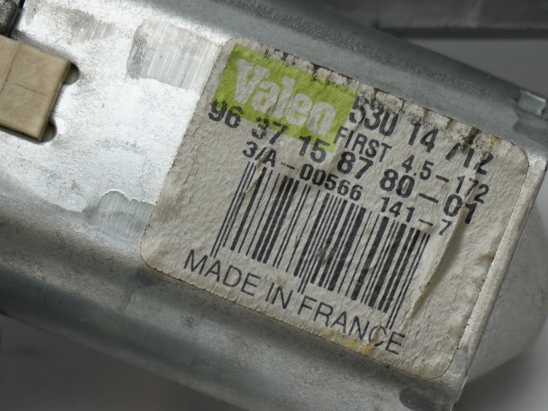 Valeo
530 14 712
FIRST 4,5-172
96 37 15 87 80-01
3/A-00566 141-7
MADE IN FRANCE